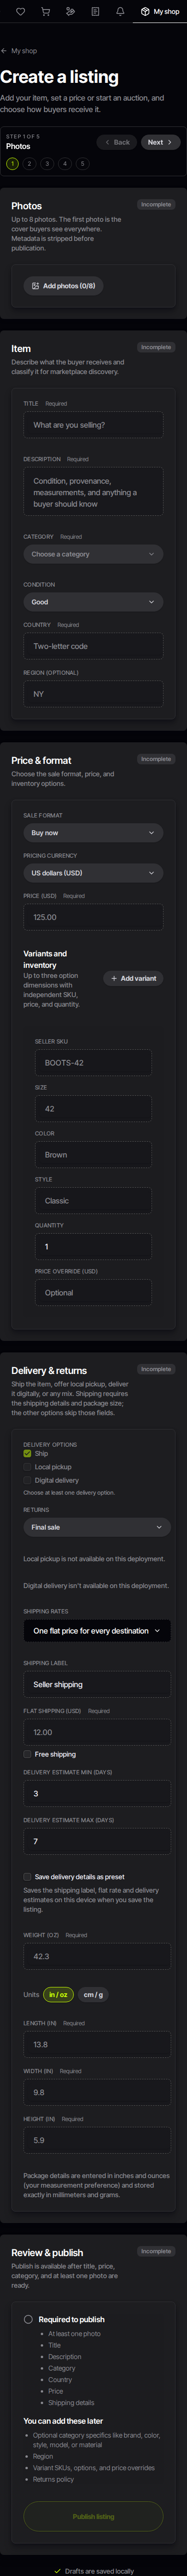 My shop
My shop
Create a listing
Add your item, set a price or start an auction, and
choose how buyers receive it.
STEP 1 OF 5
Photos
Back
Next
1
2
3
4
5
Photos
Incomplete
Up to 8 photos. The first photo is the
cover buyers see everywhere.
Metadata is stripped before
publication.
Add photos (0/8)
Item
Incomplete
Describe what the buyer receives and
classify it for marketplace discovery.
TITLE Required
What are you selling?
DESCRIPTION Required
Condition, provenance,
measurements, and anything a
buyer should know
CATEGORY Required
Choose a category
CONDITION
Good
COUNTRY Required
Two-letter code
REGION (OPTIONAL)
NY
Price & format
Incomplete
Choose the sale format, price, and
inventory options.
SALE FORMAT
Buy now
PRICING CURRENCY
US dollars (USD)
PRICE (USD) Required
125.00
Variants and
inventory
Up to three option
dimensions with
independent SKU,
price, and quantity.
Add variant
SELLER SKU
BOOTS-42
SIZE
42
COLOR
Brown
STYLE
Classic
QUANTITY
1
PRICE OVERRIDE (USD)
Optional
Delivery & returns
Incomplete
Ship the item, offer local pickup, deliver
it digitally, or any mix. Shipping requires
the shipping details and package size;
the other options skip those fields.
DELIVERY OPTIONS
Ship
Local pickup
Digital delivery
Choose at least one delivery option.
RETURNS
Final sale
Local pickup is not available on this deployment.
Digital delivery isn't available on this deployment.
SHIPPING RATES
One flat price for every destination
SHIPPING LABEL
Seller shipping
FLAT SHIPPING (USD) Required
12.00
Free shipping
DELIVERY ESTIMATE MIN (DAYS)
3
DELIVERY ESTIMATE MAX (DAYS)
7
Save delivery details as preset
Saves the shipping label, flat rate and delivery
estimates on this device when you save the
listing.
WEIGHT (OZ) Required
42.3
Units
in / oz
cm / g
LENGTH (IN) Required
13.8
WIDTH (IN) Required
9.8
HEIGHT (IN) Required
5.9
Package details are entered in inches and ounces
(your measurement preference) and stored
exactly in millimeters and grams.
Review & publish
Incomplete
Publish is available after title, price,
category, and at least one photo are
ready.
Required to publish
At least one photo
Title
Description
Category
Country
Price
Shipping details
You can add these later
Optional category specifics like brand, color,
style, model, or material
Region
Variant SKUs, options, and price overrides
Returns policy
Publish listing
Drafts are saved locally